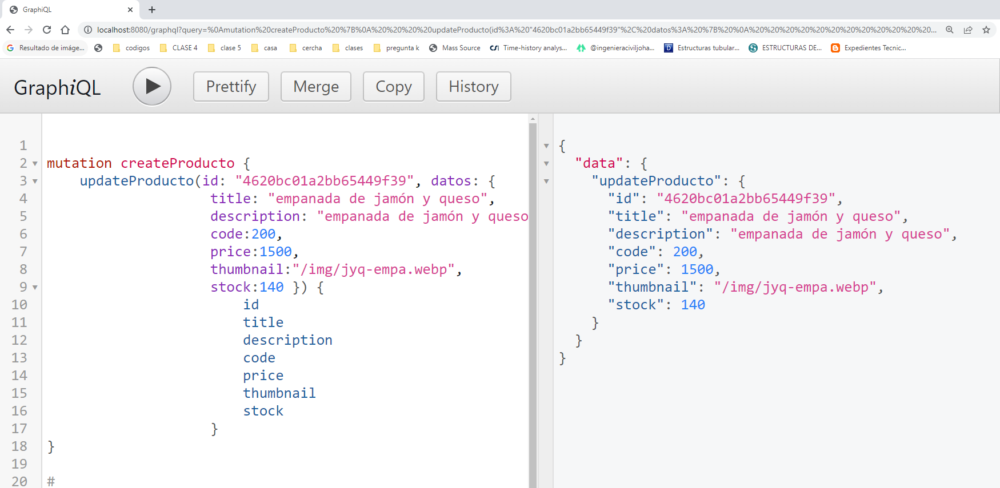 GraphiQL
localhost:8080/graphql?query=%0Amutation%20createProducto%20%7B%0A%20%20%20%20updateProducto(id%3A%20"4620bc01a2bb65449f39"%2C%20datos%3A%20%7B%20%0A%20%20%20%20%20%20%20%20%20%20%20%20%20...
Resultado de imáge... codigos CLASE 4 clase 5 casa cercha clases pregunta k Mass Source CSi Time-history analys... @ingenieraciviljoha... D Estructuras tubular... ESTRUCTURAS DE... Expedientes Tecnic...
GraphiQL Prettify Merge Copy History
1
2 mutation createProducto {
3 updateProducto(id: "4620bc01a2bb65449f39", datos: {
4 title: "empanada de jamón y queso",
5 description: "empanada de jamón y queso
6 code:200,
7 price:1500,
8 thumbnail:"/img/jyq-empa.webp",
9 stock:140 }) {
10 id
11 title
12 description
13 code
14 price
15 thumbnail
16 stock
17 }
18 }
19
20 #
{
"data": {
"updateProducto": {
"id": "4620bc01a2bb65449f39",
"title": "empanada de jamón y queso",
"description": "empanada de jamón y queso",
"code": 200,
"price": 1500,
"thumbnail": "/img/jyq-empa.webp",
"stock": 140
}
}
}